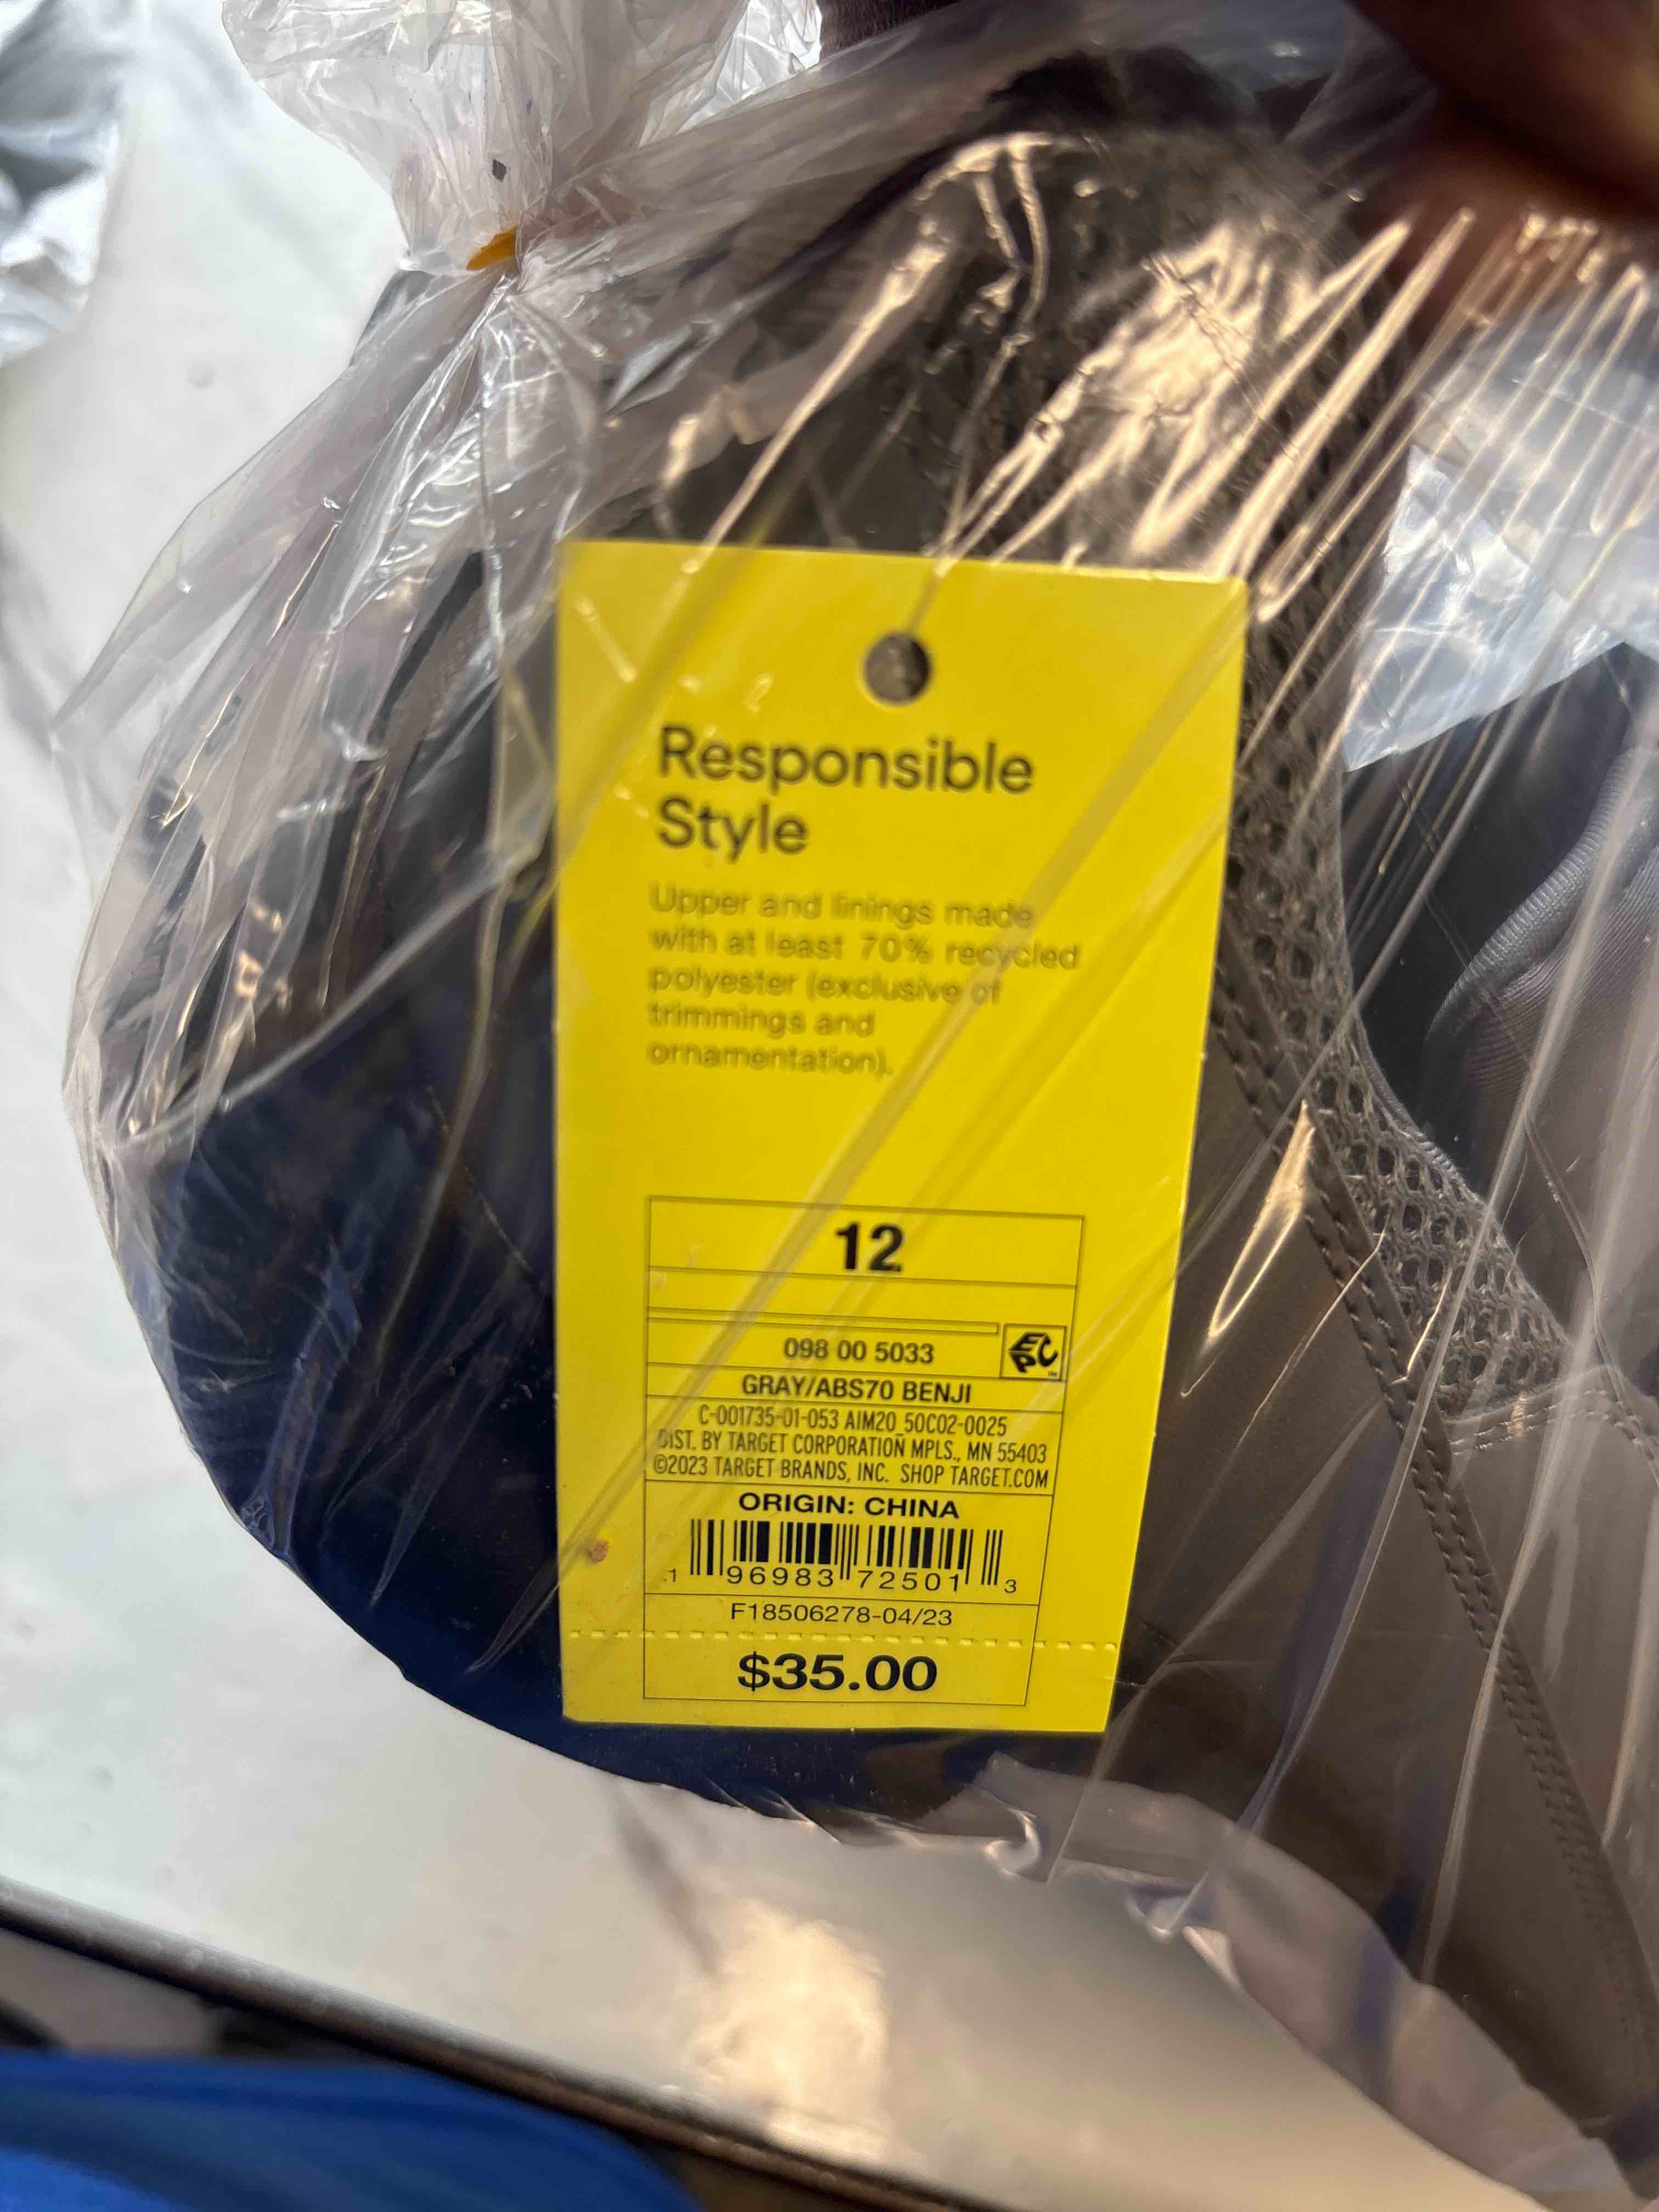 Responsible
Style
Upper and linings made
with at least 70% recycled
polyester (exclusive of
trimmings and
ornamentation).
12
098 00 5033
EPC
GRAY/ABS70 BENJI
C-001735-01-053 AIM20_50C02-0025
DIST. BY TARGET CORPORATION MPLS., MN 55403
©2023 TARGET BRANDS, INC. SHOP TARGET.COM
ORIGIN: CHINA
1 96983 72501 3
F18506278-04/23
$35.00